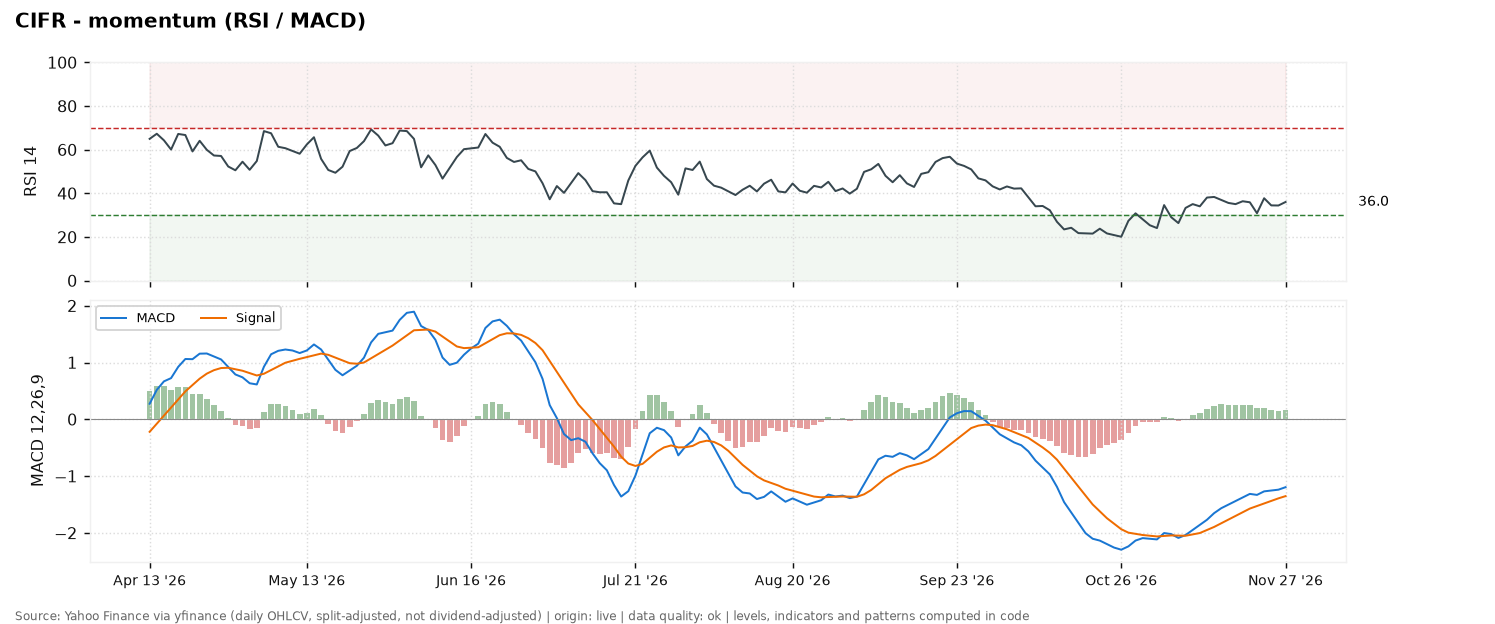 CIFR - momentum (RSI / MACD)
100
80
60
40
20
0
RSI 14
36.0
MACD
Signal
2
1
0
−1
−2
MACD 12,26,9
Apr 13 '26
May 13 '26
Jun 16 '26
Jul 21 '26
Aug 20 '26
Sep 23 '26
Oct 26 '26
Nov 27 '26
Source: Yahoo Finance via yfinance (daily OHLCV, split-adjusted, not dividend-adjusted) | origin: live | data quality: ok | levels, indicators and patterns computed in code